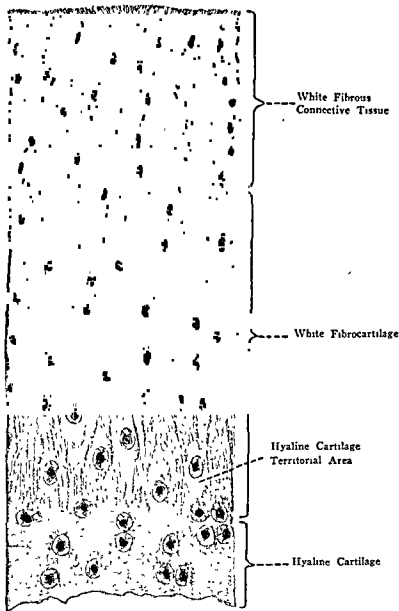 White Fibrous
Connective Tissue
White Fibrocartilage
Hyaline Cartilage
Territorial Area
Hyaline Cartilage